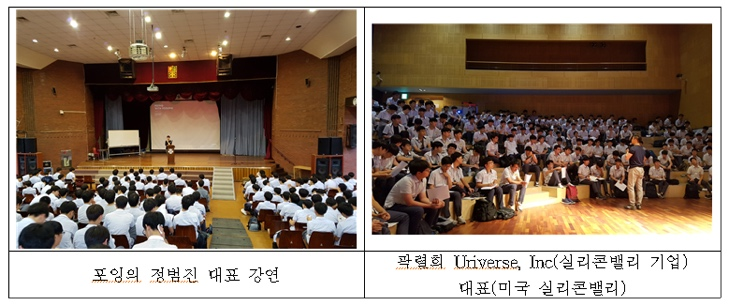 포잉의 정범진 대표 강연
곽렬희 Universe, Inc(실리콘밸리 기업)
대표(미국 실리콘밸리)